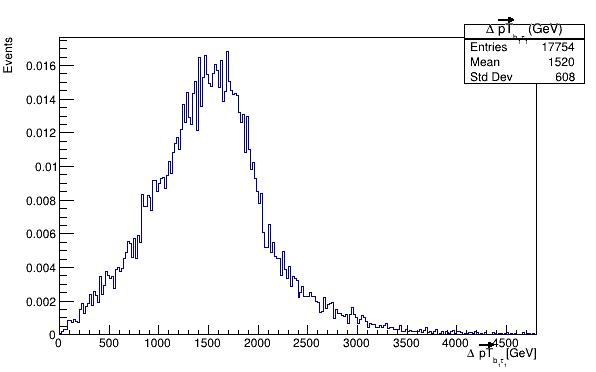 Δ pT b₁τ₁ (GeV)
Entries 17754
Mean 1520
Std Dev 608
Events
0.016
0.014
0.012
0.01
0.008
0.006
0.004
0.002
0
0 500 1000 1500 2000 2500 3000 3500 4000 4500
Δ pT b₁τ₁ [GeV]